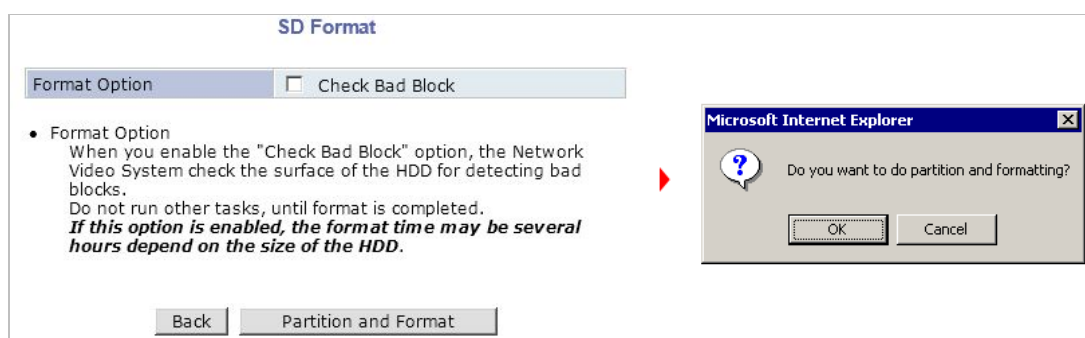 SD Format
Format Option
Check Bad Block
• Format Option
When you enable the "Check Bad Block" option, the Network
Video System check the surface of the HDD for detecting bad
blocks.
Do not run other tasks, until format is completed.
If this option is enabled, the format time may be several
hours depend on the size of the HDD.
Back
Partition and Format
Microsoft Internet Explorer
Do you want to do partition and formatting?
OK
Cancel